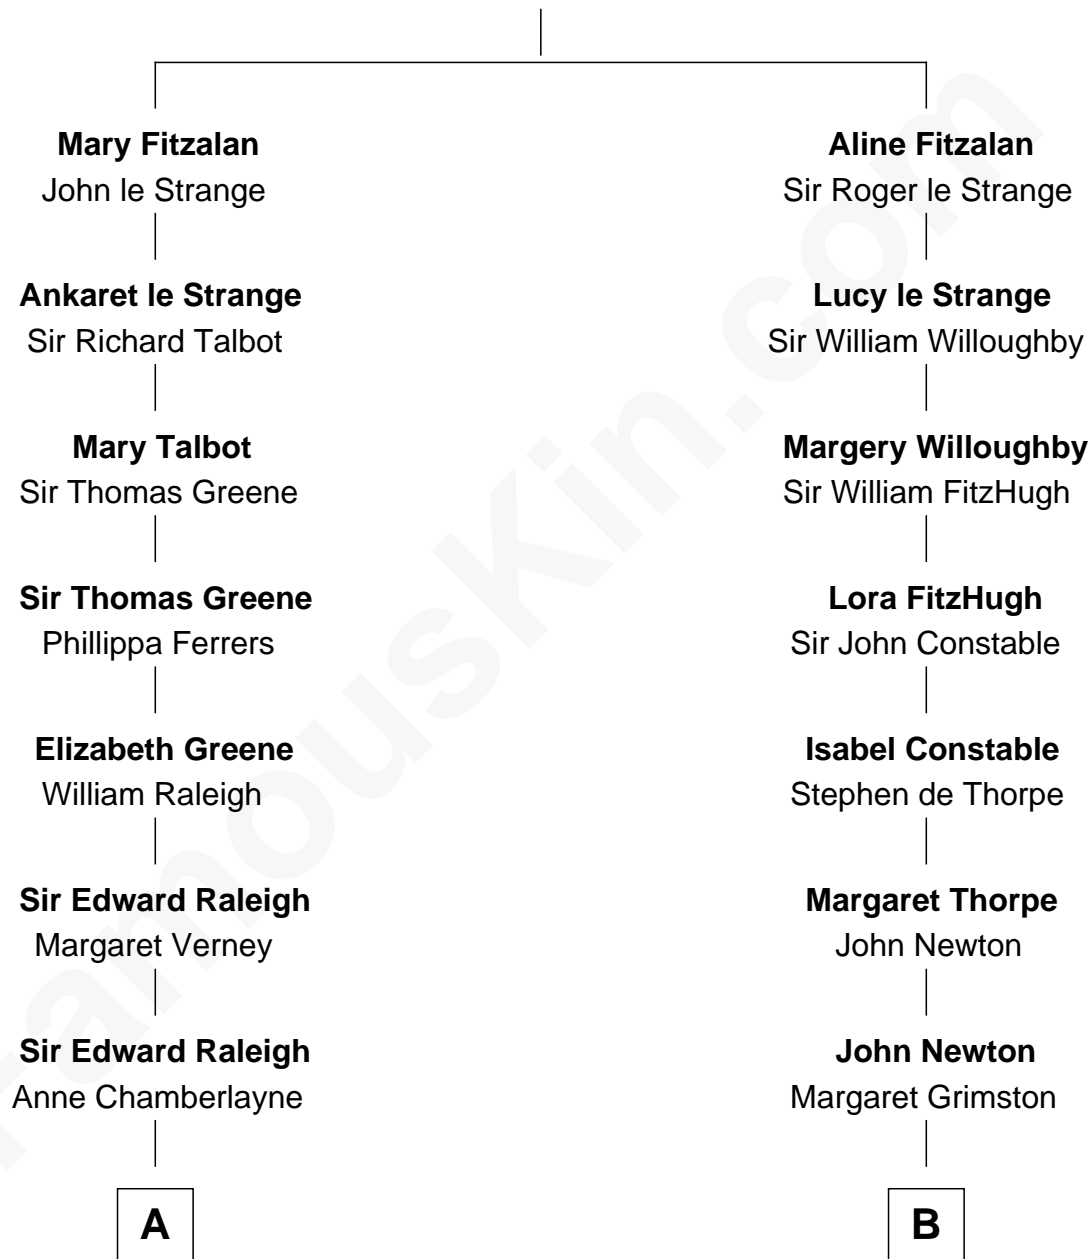 Mary Fitzalan
John le Strange
Aline Fitzalan
Sir Roger le Strange
Ankaret le Strange
Sir Richard Talbot
Lucy le Strange
Sir William Willoughby
Mary Talbot
Sir Thomas Greene
Margery Willoughby
Sir William FitzHugh
Sir Thomas Greene
Phillippa Ferrers
Lora FitzHugh
Sir John Constable
Elizabeth Greene
William Raleigh
Isabel Constable
Stephen de Thorpe
Sir Edward Raleigh
Margaret Verney
Margaret Thorpe
John Newton
Sir Edward Raleigh
Anne Chamberlayne
John Newton
Margaret Grimston
A
B
FamousKin.com